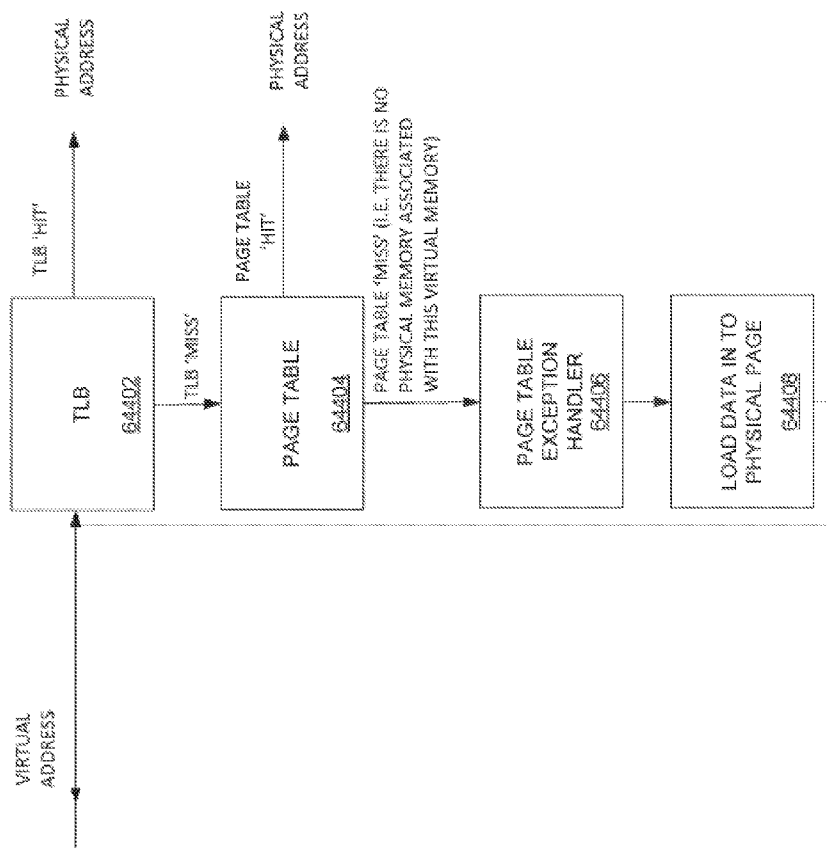 VIRTUAL
ADDRESS
TLB
64402
TLB 'HIT'
PHYSICAL
ADDRESS
TLB 'MISS'
PAGE TABLE
64404
PAGE TABLE
'HIT'
PHYSICAL
ADDRESS
PAGE TABLE 'MISS' (I.E. THERE IS NO
PHYSICAL MEMORY ASSOCIATED
WITH THIS VIRTUAL MEMORY)
PAGE TABLE
EXCEPTION
HANDLER
64406
LOAD DATA IN TO
PHYSICAL PAGE
64408